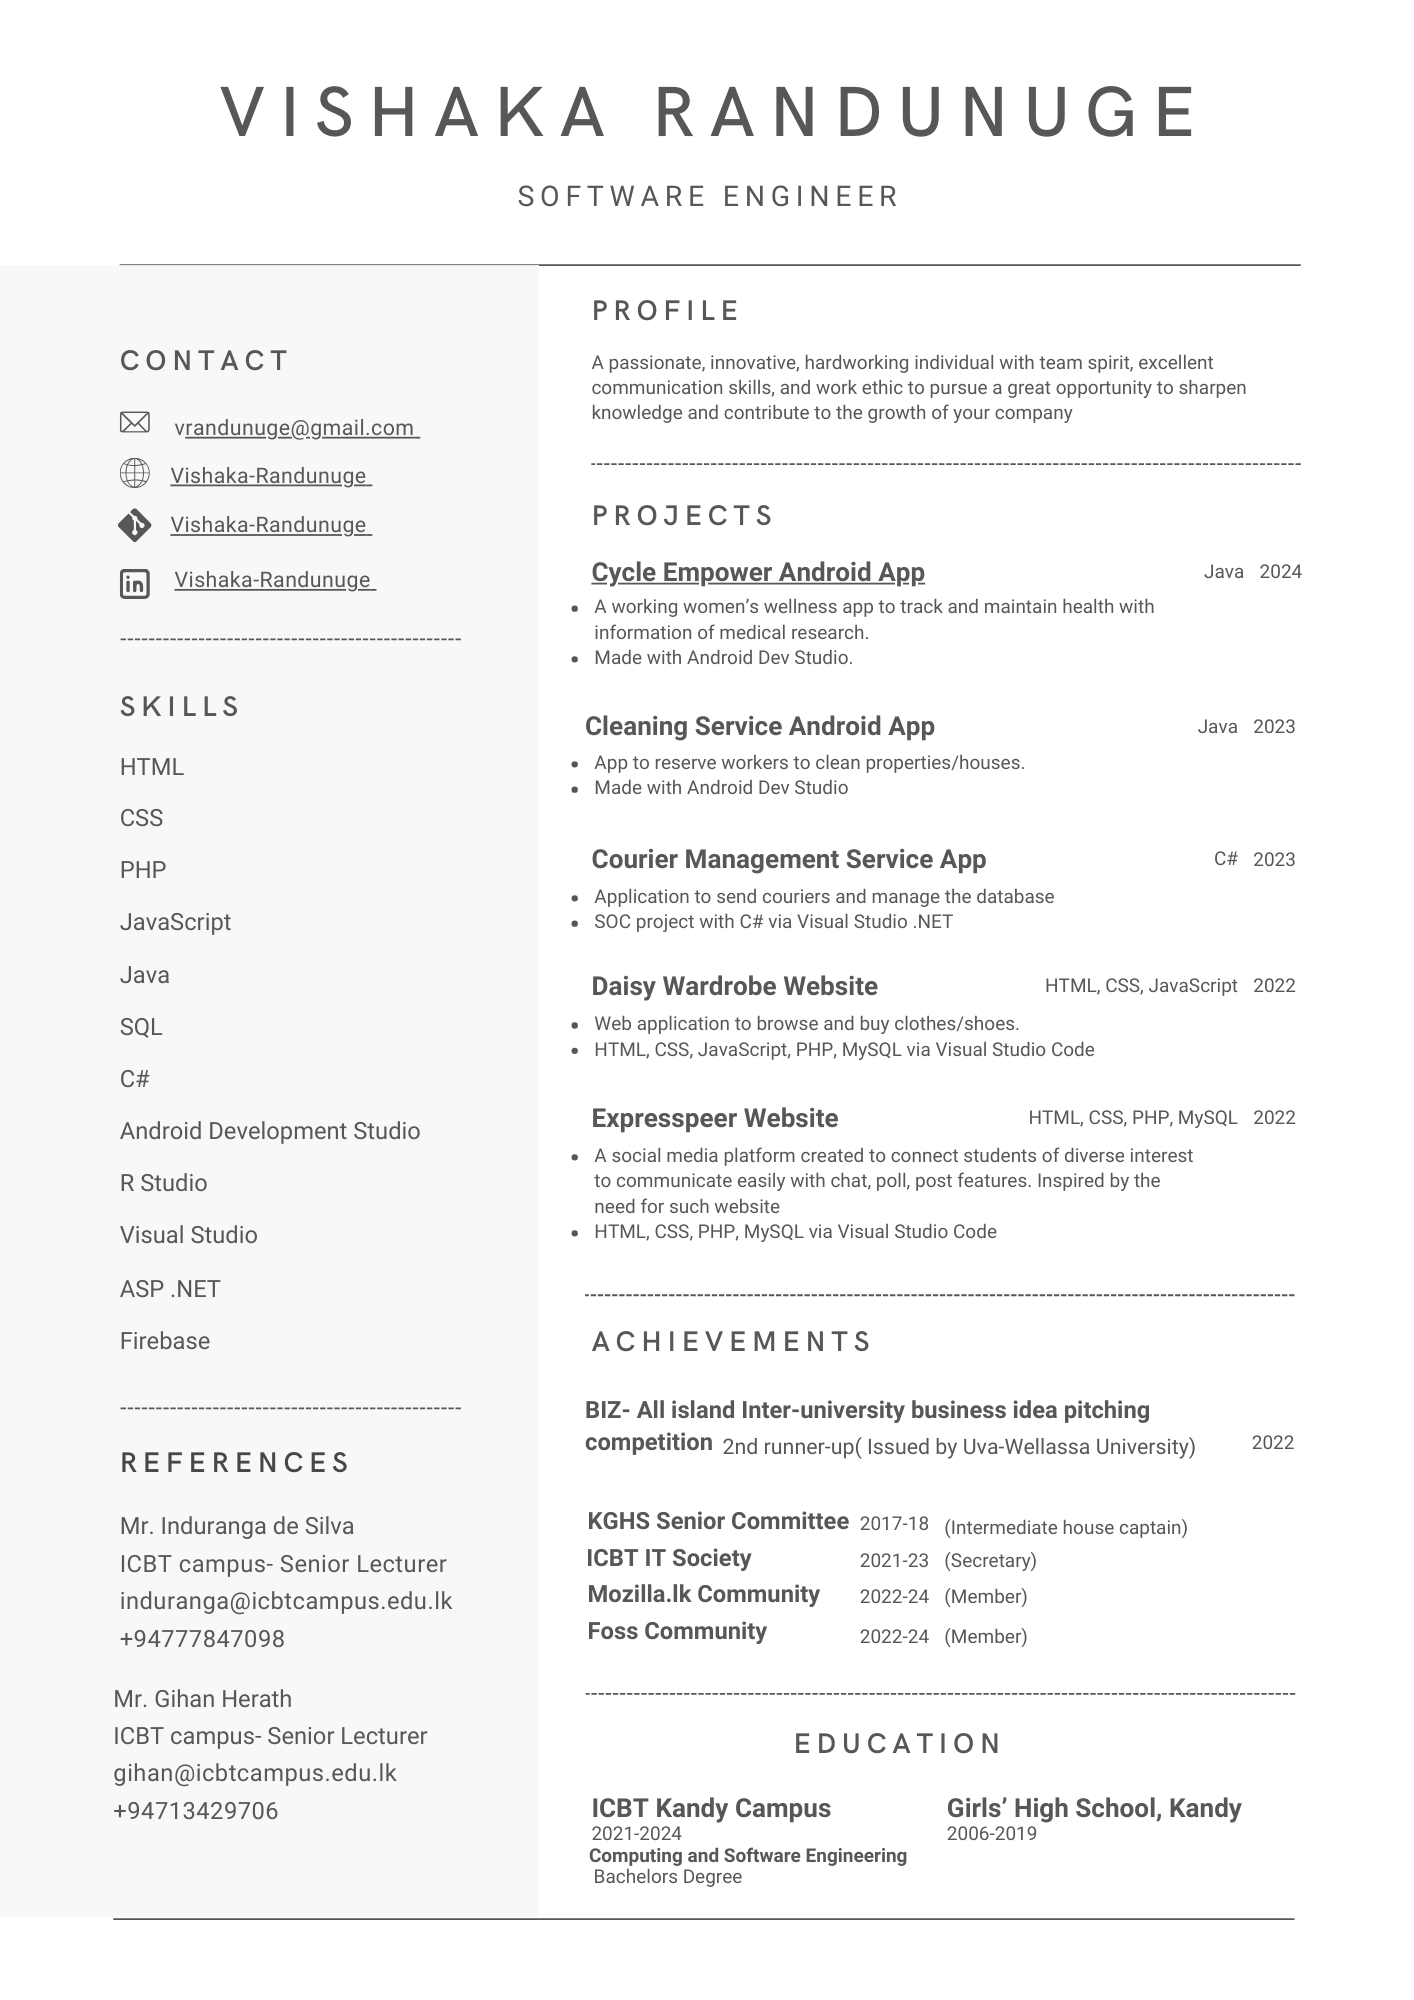 VISHAKA RANDUNUGE
SOFTWARE ENGINEER
CONTACT
vrandunuge@gmail.com
Vishaka-Randunuge
Vishaka-Randunuge
in Vishaka-Randunuge
-------------------------------------------------
SKILLS
HTML
CSS
PHP
JavaScript
Java
SQL
C#
Android Development Studio
R Studio
Visual Studio
ASP .NET
Firebase
-------------------------------------------------
REFERENCES
Mr. Induranga de Silva
ICBT campus- Senior Lecturer
induranga@icbtcampus.edu.lk
+94777847098
Mr. Gihan Herath
ICBT campus- Senior Lecturer
gihan@icbtcampus.edu.lk
+94713429706
PROFILE
A passionate, innovative, hardworking individual with team spirit, excellent
communication skills, and work ethic to pursue a great opportunity to sharpen
knowledge and contribute to the growth of your company
PROJECTS
Cycle Empower Android App Java 2024
• A working women’s wellness app to track and maintain health with
information of medical research.
• Made with Android Dev Studio.
Cleaning Service Android App Java 2023
• App to reserve workers to clean properties/houses.
• Made with Android Dev Studio
Courier Management Service App C# 2023
• Application to send couriers and manage the database
• SOC project with C# via Visual Studio .NET
Daisy Wardrobe Website HTML, CSS, JavaScript 2022
• Web application to browse and buy clothes/shoes.
• HTML, CSS, JavaScript, PHP, MySQL via Visual Studio Code
Expresspeer Website HTML, CSS, PHP, MySQL 2022
• A social media platform created to connect students of diverse interest
to communicate easily with chat, poll, post features. Inspired by the
need for such website
• HTML, CSS, PHP, MySQL via Visual Studio Code
ACHIEVEMENTS
BIZ- All island Inter-university business idea pitching
competition 2nd runner-up( Issued by Uva-Wellassa University) 2022
KGHS Senior Committee 2017-18 (Intermediate house captain)
ICBT IT Society 2021-23 (Secretary)
Mozilla.lk Community 2022-24 (Member)
Foss Community 2022-24 (Member)
EDUCATION
ICBT Kandy Campus
2021-2024
Computing and Software Engineering
Bachelors Degree
Girls’ High School, Kandy
2006-2019